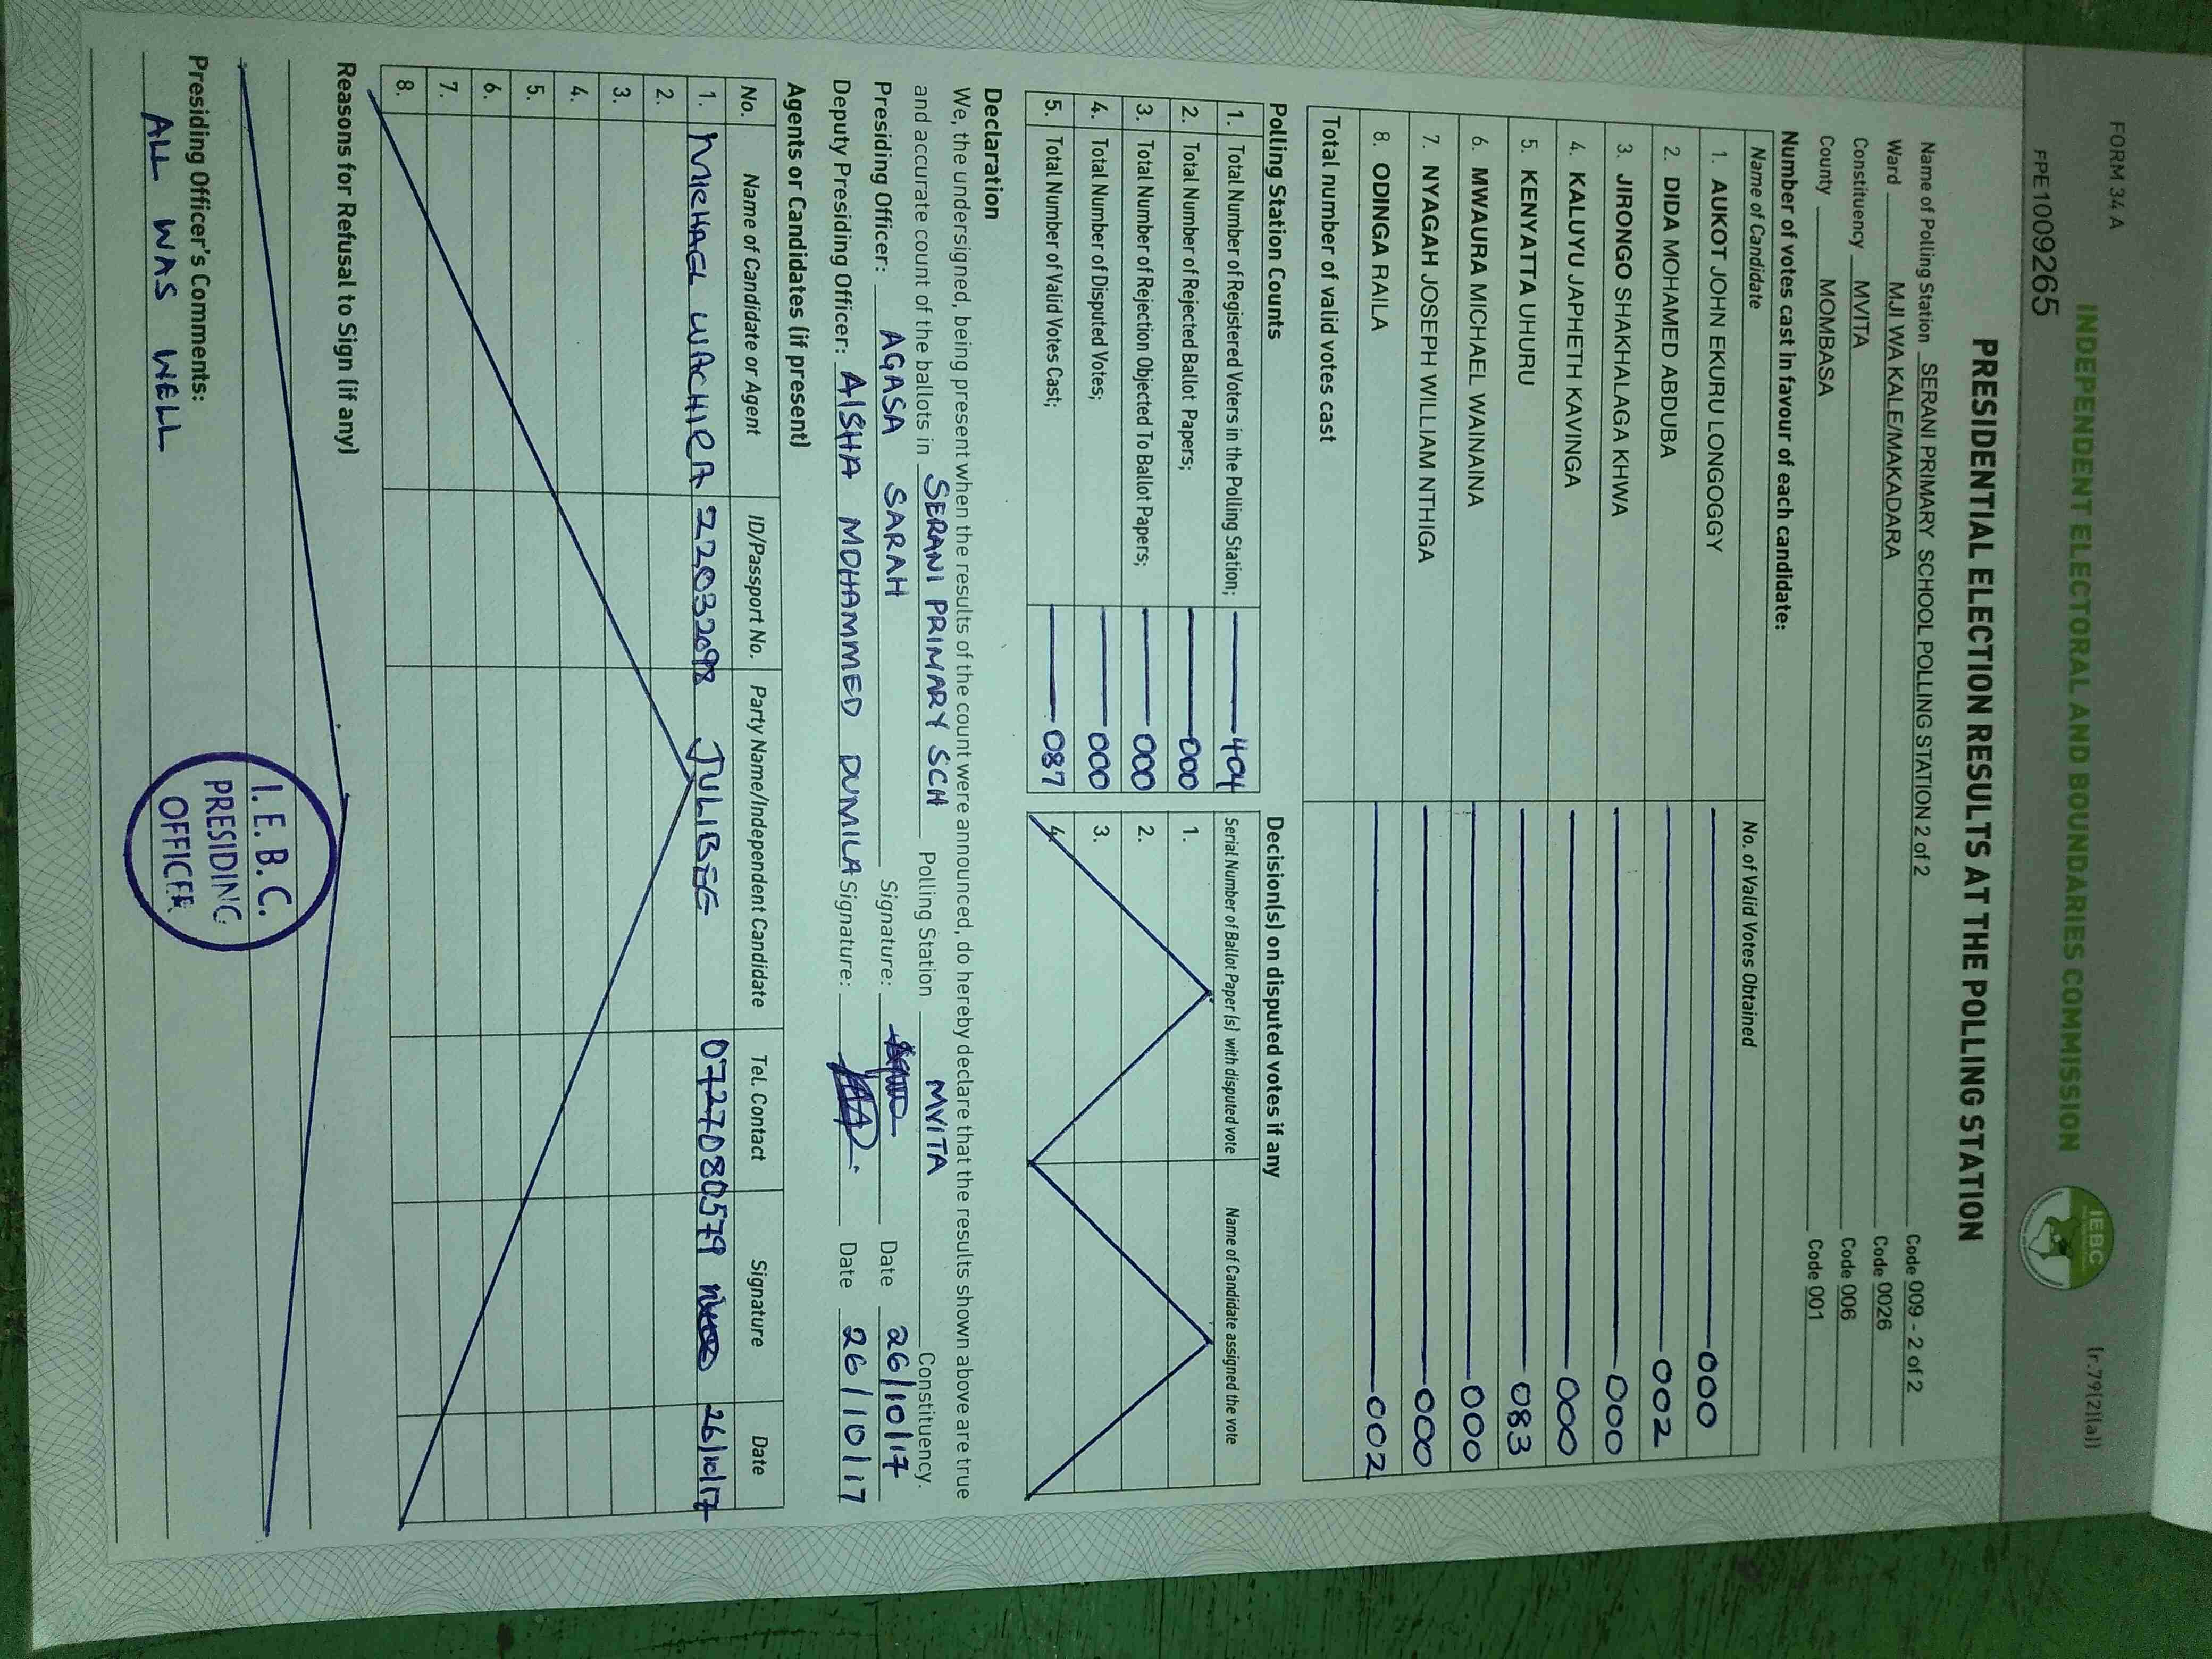 FORM 34 A
(r.79(2)(a))
INDEPENDENT ELECTORAL AND BOUNDARIES COMMISSION
IEBC
FPE1009265
PRESIDENTIAL ELECTION RESULTS AT THE POLLING STATION
Name of Polling Station SERANI PRIMARY SCHOOL POLLING STATION 2 of 2 Code 009 - 2 of 2
Ward MJI WA KALE/MAKADARA Code 0026
Constituency MVITA Code 006
County MOMBASA Code 001
Number of votes cast in favour of each candidate:
Name of Candidate No. of Valid Votes Obtained
1. AUKOT JOHN EKURU LONGOGGY 000
2. DIDA MOHAMED ABDUBA 002
3. JIRONGO SHAKHALAGA KHWA 000
4. KALUYU JAPHETH KAVINGA 000
5. KENYATTA UHURU 083
6. MWAURA MICHAEL WAINAINA 000
7. NYAGAH JOSEPH WILLIAM NTHIGA 000
8. ODINGA RAILA 002
Total number of valid votes cast
Polling Station Counts
1. Total Number of Registered Voters in the Polling Station; 404
2. Total Number of Rejected Ballot Papers; 000
3. Total Number of Rejection Objected To Ballot Papers; 000
4. Total Number of Disputed Votes; 000
5. Total Number of Valid Votes Cast; 087
Decision(s) on disputed votes if any
Serial Number of Ballot Paper (s) with disputed vote Name of Candidate assigned the vote
1.
2.
3.
4.
Declaration
We, the undersigned, being present when the results of the count were announced, do hereby declare that the results shown above are true
and accurate count of the ballots in SERANI PRIMARY SCH Polling Station MVITA Constituency.
Presiding Officer: AGASA SARAH Signature: Date 26/10/17
Deputy Presiding Officer: AISHA MOHAMMED DUMILA Signature: Date 26/10/17
Agents or Candidates (if present)
No. Name of Candidate or Agent ID/Passport No. Party Name/Independent Candidate Tel. Contact Signature Date
1. MICHAEL WACHIRA JULIBEE 0727080579 26/10/17
2.
3.
4.
5.
6.
7.
8.
Reasons for Refusal to Sign (if any)
Presiding Officer's Comments:
ALL WAS WELL
I.E.B.C.
PRESIDING
OFFICER